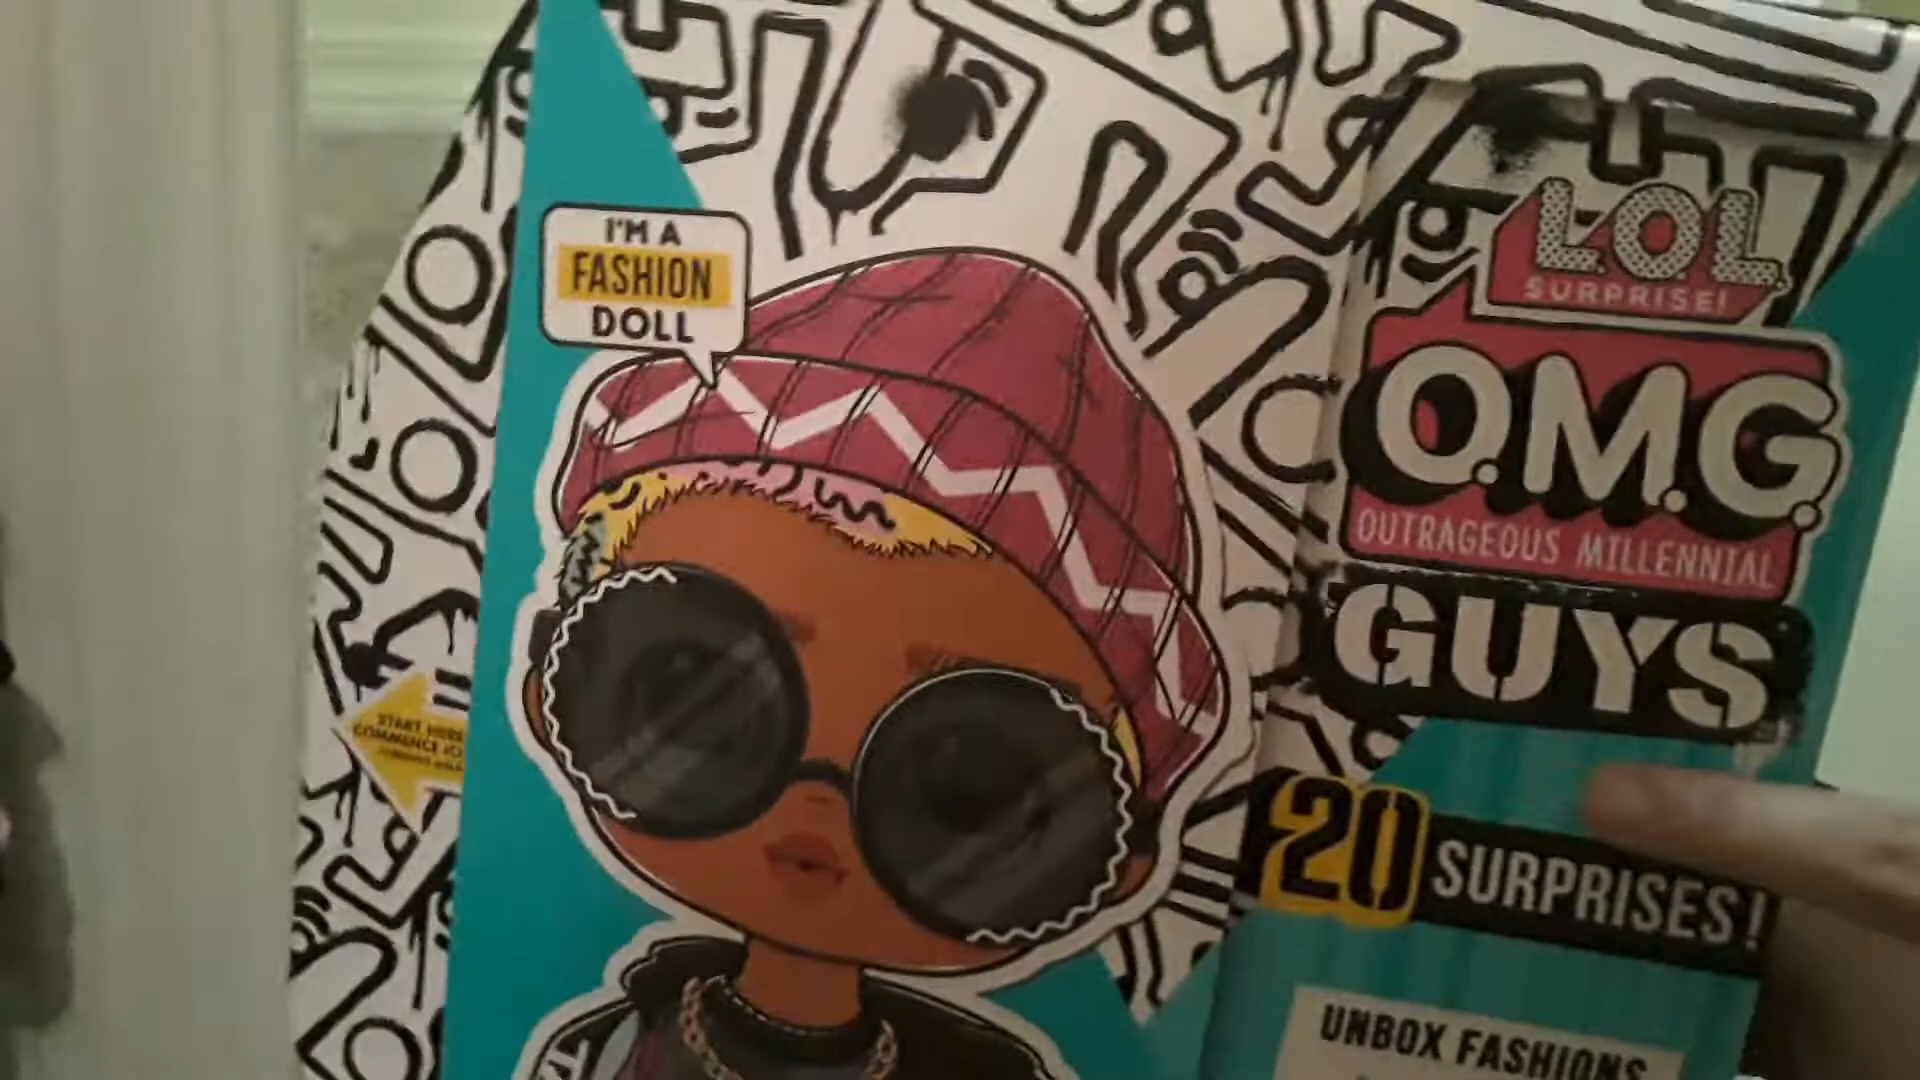 I'M A
FASHION
DOLL
L.O.L.
SURPRISE!
O.M.G.
OUTRAGEOUS MILLENNIAL
GUYS
20 SURPRISES!
UNBOX FASHIONS
START HERE